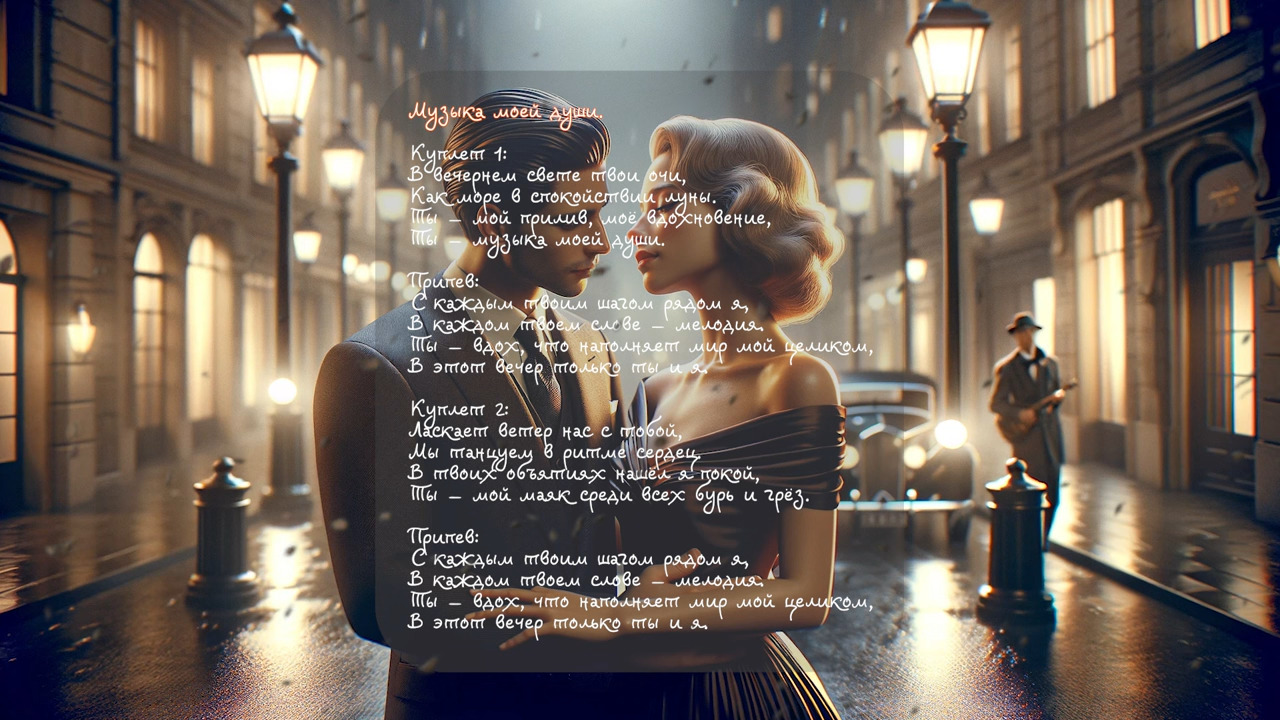 Музыка моей души.
Куплет 1:
В вечернем свете твои очи,
Как море в спокойствии луны.
Ты – мой прилив, моё вдохновение,
Ты – музыка моей души.
Припев:
С каждым твоим шагом рядом я,
В каждом твоем слове – мелодия.
Ты – вдох, что наполняет мир мой целиком,
В этот вечер только ты и я.
Куплет 2:
Ласкает ветер нас с тобой,
Мы танцуем в ритме сердец.
В твоих объятиях нашёл я покой,
Ты – мой маяк среди всех бурь и грёз.
Припев:
С каждым твоим шагом рядом я,
В каждом твоем слове – мелодия.
Ты – вдох, что наполняет мир мой целиком,
В этот вечер только ты и я.